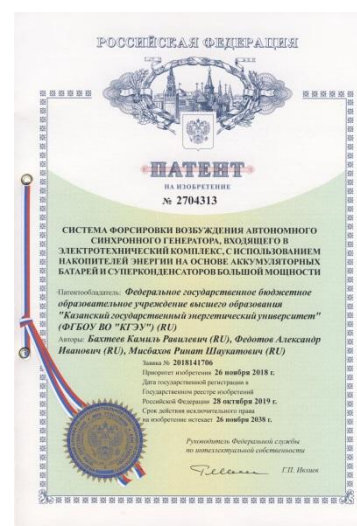 РОССИЙСКАЯ ФЕДЕРАЦИЯ
ПАТЕНТ
НА ИЗОБРЕТЕНИЕ
№ 2704313
СИСТЕМА ФОРСИРОВКИ ВОЗБУЖДЕНИЯ АВТОНОМНОГО
СИНХРОННОГО ГЕНЕРАТОРА, ВХОДЯЩЕГО В
ЭЛЕКТРОТЕХНИЧЕСКИЙ КОМПЛЕКС, С ИСПОЛЬЗОВАНИЕМ
НАКОПИТЕЛЕЙ ЭНЕРГИИ НА ОСНОВЕ АККУМУЛЯТОРНЫХ
БАТАРЕЙ И СУПЕРКОНДЕНСАТОРОВ БОЛЬШОЙ МОЩНОСТИ
Патентообладатель: Федеральное государственное бюджетное
образовательное учреждение высшего образования
"Казанский государственный энергетический университет"
(ФГБОУ ВО "КГЭУ") (RU)
Авторы: Бахтеев Камиль Равилевич (RU), Федотов Александр
Иванович (RU), Мисбахов Ринат Шаукатович (RU)
Заявка № 2018141706
Приоритет изобретения 26 ноября 2018 г.
Дата государственной регистрации в
Государственном реестре изобретений
Российской Федерации 28 октября 2019 г.
Срок действия исключительного права
на изобретение истекает 26 ноября 2038 г.
Руководитель Федеральной службы
по интеллектуальной собственности
Г.П. Ивлиев